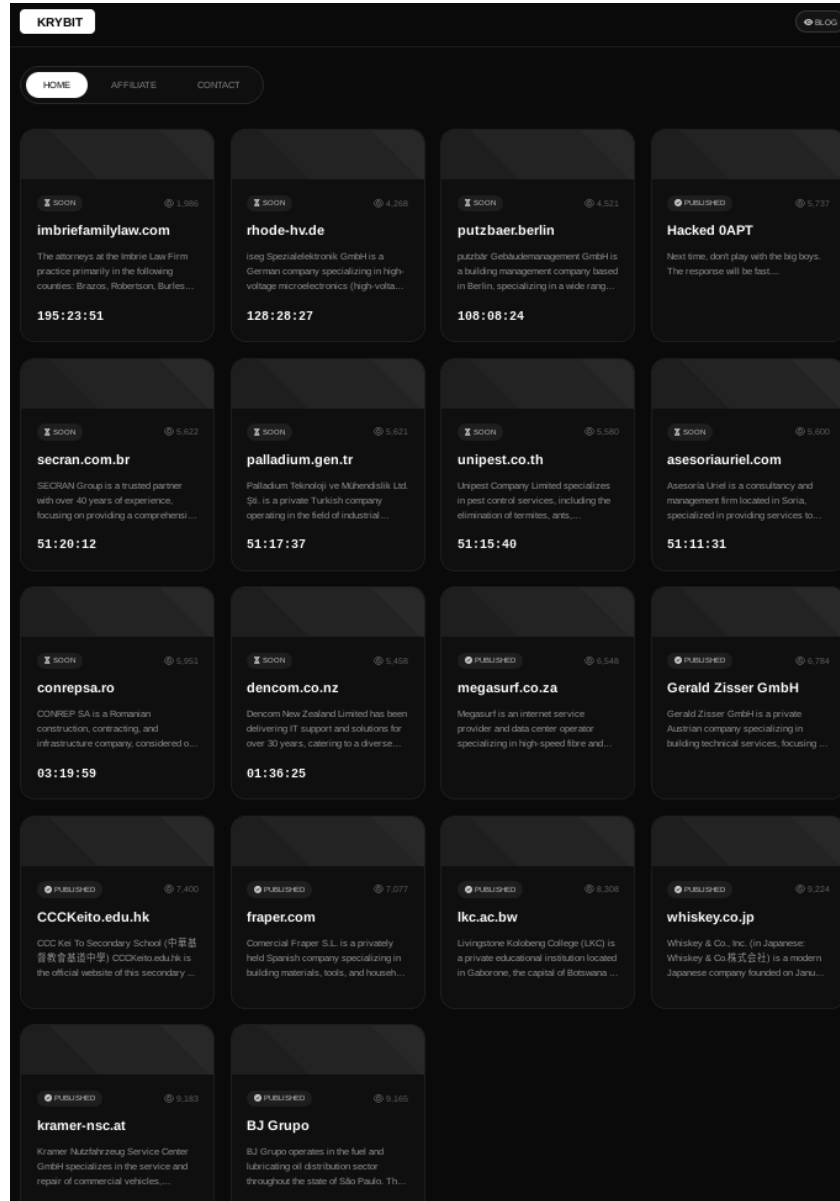 KRYBIT
BLOG
HOME
AFFILIATE
CONTACT
SOON
1,986
imbriefamilylaw.com
The attorneys at the Imbrie Law Firm
practice primarily in the following
counties: Brazos, Robertson, Burles...
195:23:51
SOON
4,268
rhode-hv.de
iseg Spezialelektronik GmbH is a
German company specializing in high-
voltage microelectronics (high-volta...
128:28:27
SOON
4,521
putzbaer.berlin
putzbär Gebäudemanagement GmbH is
a building management company based
in Berlin, specializing in a wide rang...
108:08:24
PUBLISHED
5,737
Hacked 0APT
Next time, don't play with the big boys.
The response will be fast....
SOON
5,622
secran.com.br
SECRAN Group is a trusted partner
with over 40 years of experience,
focusing on providing a comprehensi...
51:20:12
SOON
5,621
palladium.gen.tr
Palladium Teknoloji ve Mühendislik Ltd.
Şti. is a private Turkish company
operating in the field of industrial...
51:17:37
SOON
5,580
unipest.co.th
Unipest Company Limited specializes
in pest control services, including the
elimination of termites, ants,...
51:15:40
SOON
5,600
asesoriauriel.com
Asesoría Uriel is a consultancy and
management firm located in Soria,
specialized in providing services to...
51:11:31
SOON
5,951
conrepsa.ro
CONREP SA is a Romanian
construction, contracting, and
infrastructure company, considered o...
03:19:59
SOON
5,458
dencom.co.nz
Dencom New Zealand Limited has been
delivering IT support and solutions for
over 30 years, catering to a diverse...
01:36:25
PUBLISHED
6,548
megasurf.co.za
Megasurf is an internet service
provider and data center operator
specializing in high-speed fibre and...
PUBLISHED
6,784
Gerald Zisser GmbH
Gerald Zisser GmbH is a private
Austrian company specializing in
building technical services, focusing ...
PUBLISHED
7,400
CCCKeito.edu.hk
CCC Kei To Secondary School (中華基
督教會基道中學) CCCKeito.edu.hk is
the official website of this secondary ...
PUBLISHED
7,077
fraper.com
Comercial Fraper S.L. is a privately
held Spanish company specializing in
building materials, tools, and househ...
PUBLISHED
8,308
lkc.ac.bw
Livingstone Kolobeng College (LKC) is
a private educational institution located
in Gaborone, the capital of Botswana ...
PUBLISHED
9,224
whiskey.co.jp
Whiskey & Co., Inc. (in Japanese:
Whiskey & Co.株式会社) is a modern
Japanese company founded on Janu...
PUBLISHED
9,183
kramer-nsc.at
Kramer Nutzfahrzeug Service Center
GmbH specializes in the service and
repair of commercial vehicles,...
PUBLISHED
9,165
BJ Grupo
BJ Grupo operates in the fuel and
lubricating oil distribution sector
throughout the state of São Paulo. Th...